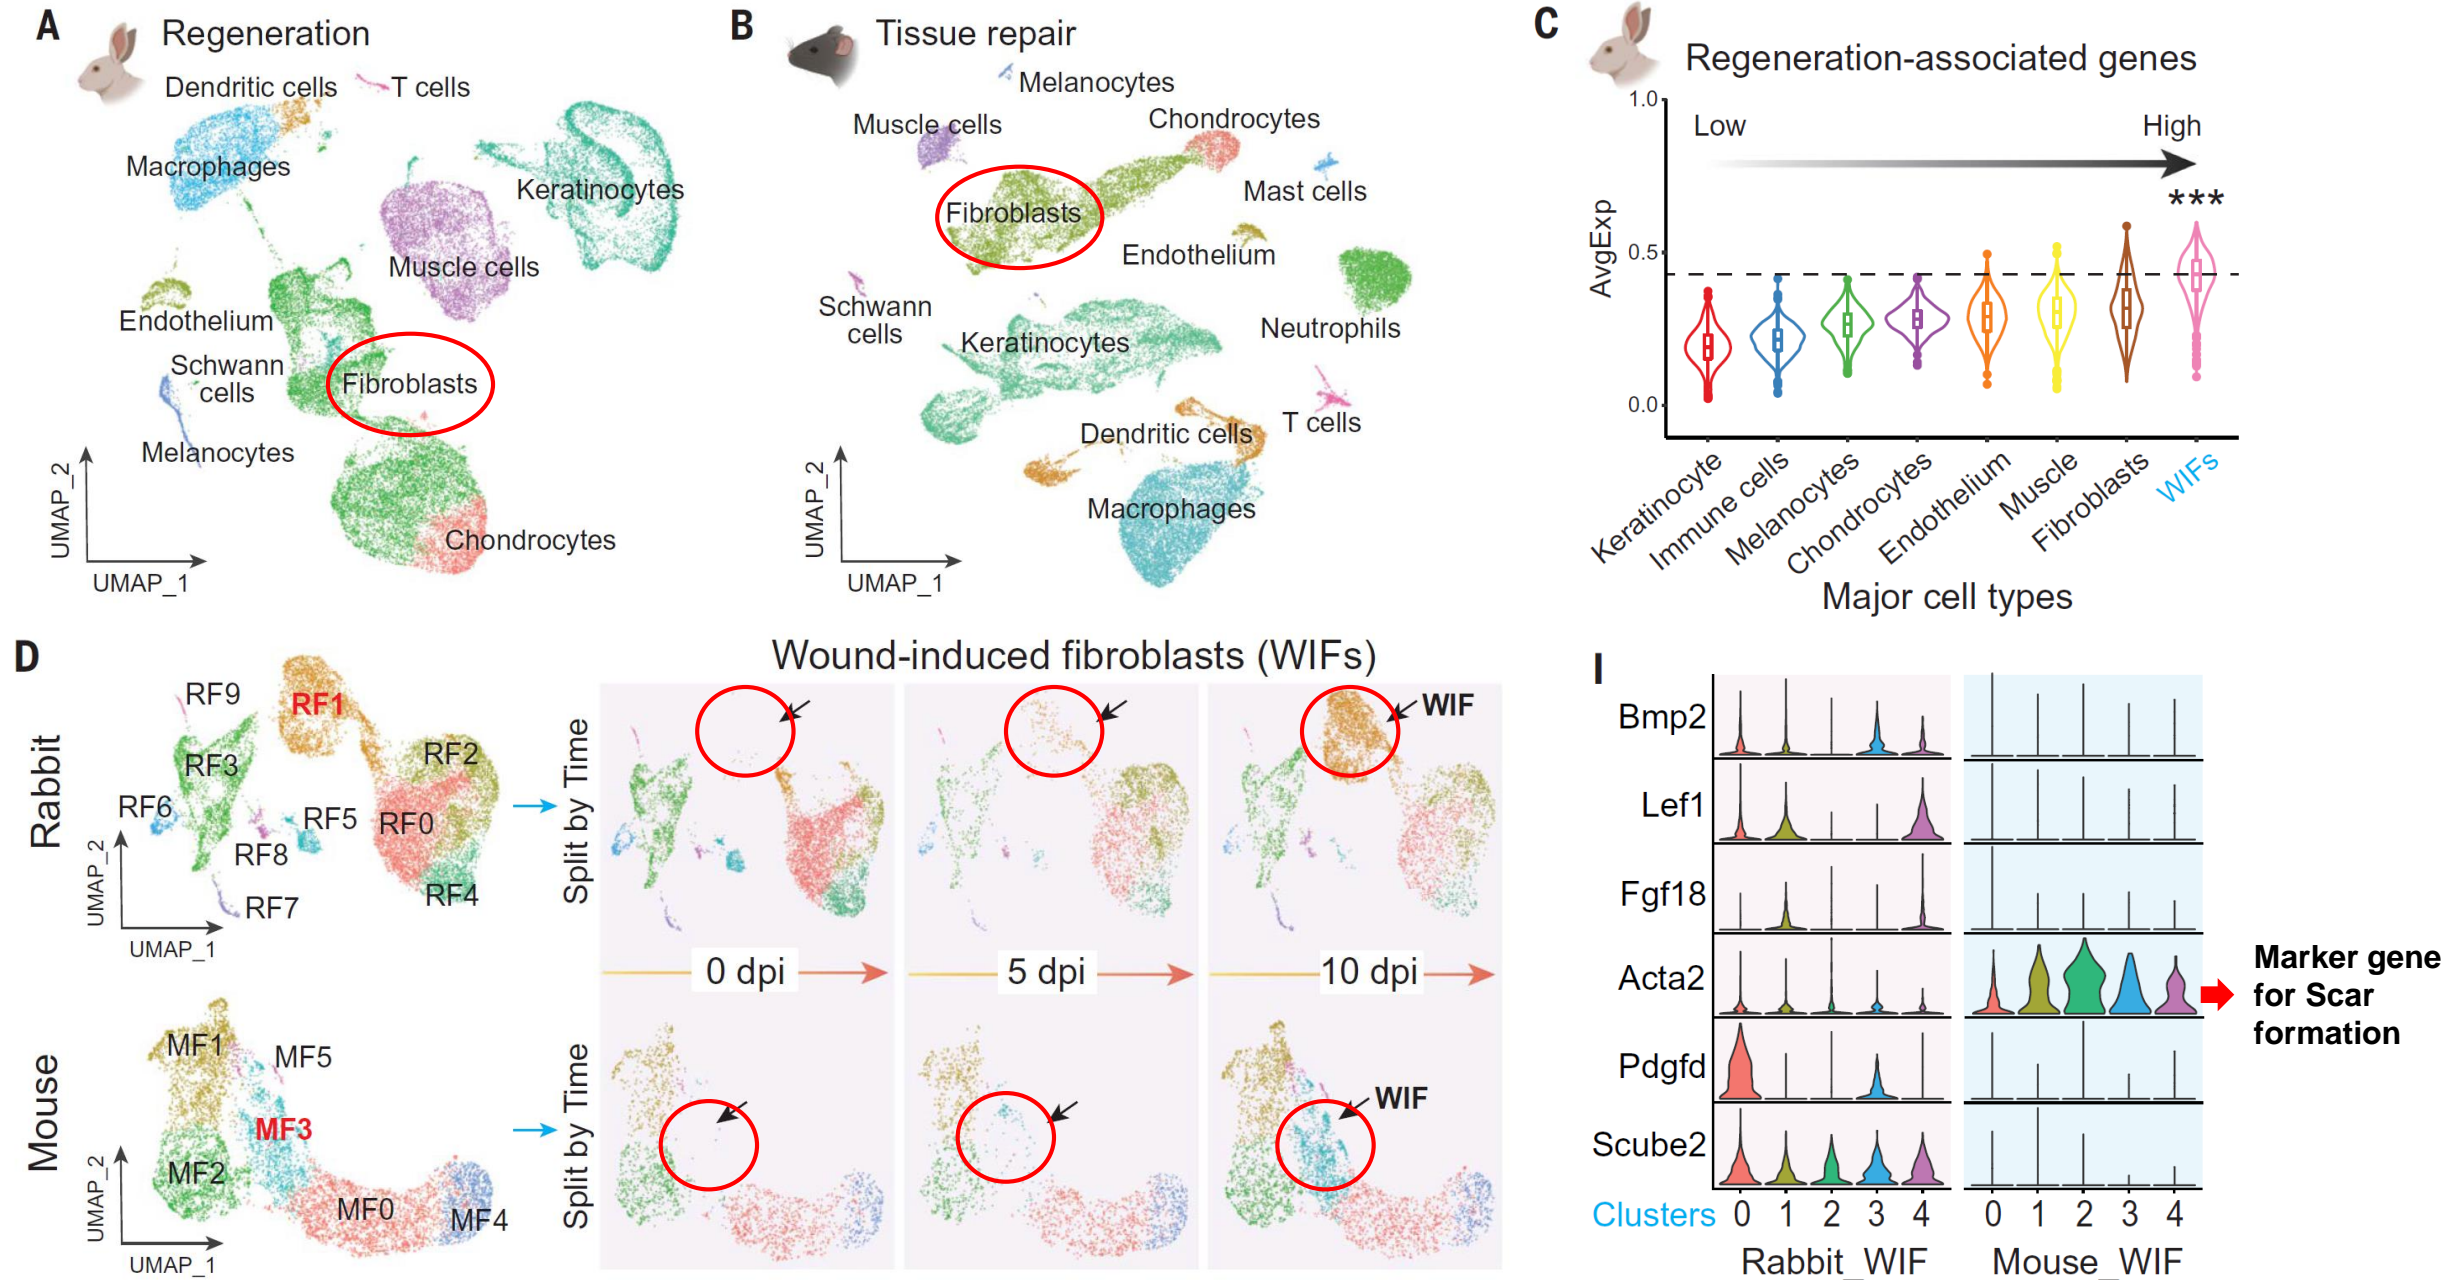 A
Regeneration
Dendritic cells
T cells
Macrophages
Keratinocytes
Muscle cells
Endothelium
Schwann
cells
Fibroblasts
Melanocytes
Chondrocytes
UMAP_2
UMAP_1
B
Tissue repair
Melanocytes
Muscle cells
Chondrocytes
Fibroblasts
Mast cells
Endothelium
Schwann
cells
Keratinocytes
Neutrophils
Dendritic cells
T cells
Macrophages
UMAP_2
UMAP_1
C
Regeneration-associated genes
1.0
Low
High
***
AvgExp
0.5
0.0
Keratinocyte
Immune cells
Melanocytes
Chondrocytes
Endothelium
Muscle
Fibroblasts
WIFs
Major cell types
D
Wound-induced fibroblasts (WIFs)
Rabbit
RF9
RF1
RF3
RF2
RF6
RF5
RF0
RF8
RF4
RF7
UMAP_2
UMAP_1
Split by Time
WIF
0 dpi
5 dpi
10 dpi
Mouse
MF1
MF5
MF3
MF2
MF0
MF4
UMAP_2
UMAP_1
Split by Time
WIF
I
Bmp2
Lef1
Fgf18
Acta2
Pdgfd
Scube2
Marker gene
for Scar
formation
Clusters 0 1 2 3 4 0 1 2 3 4
Rabbit_WIF Mouse_WIF